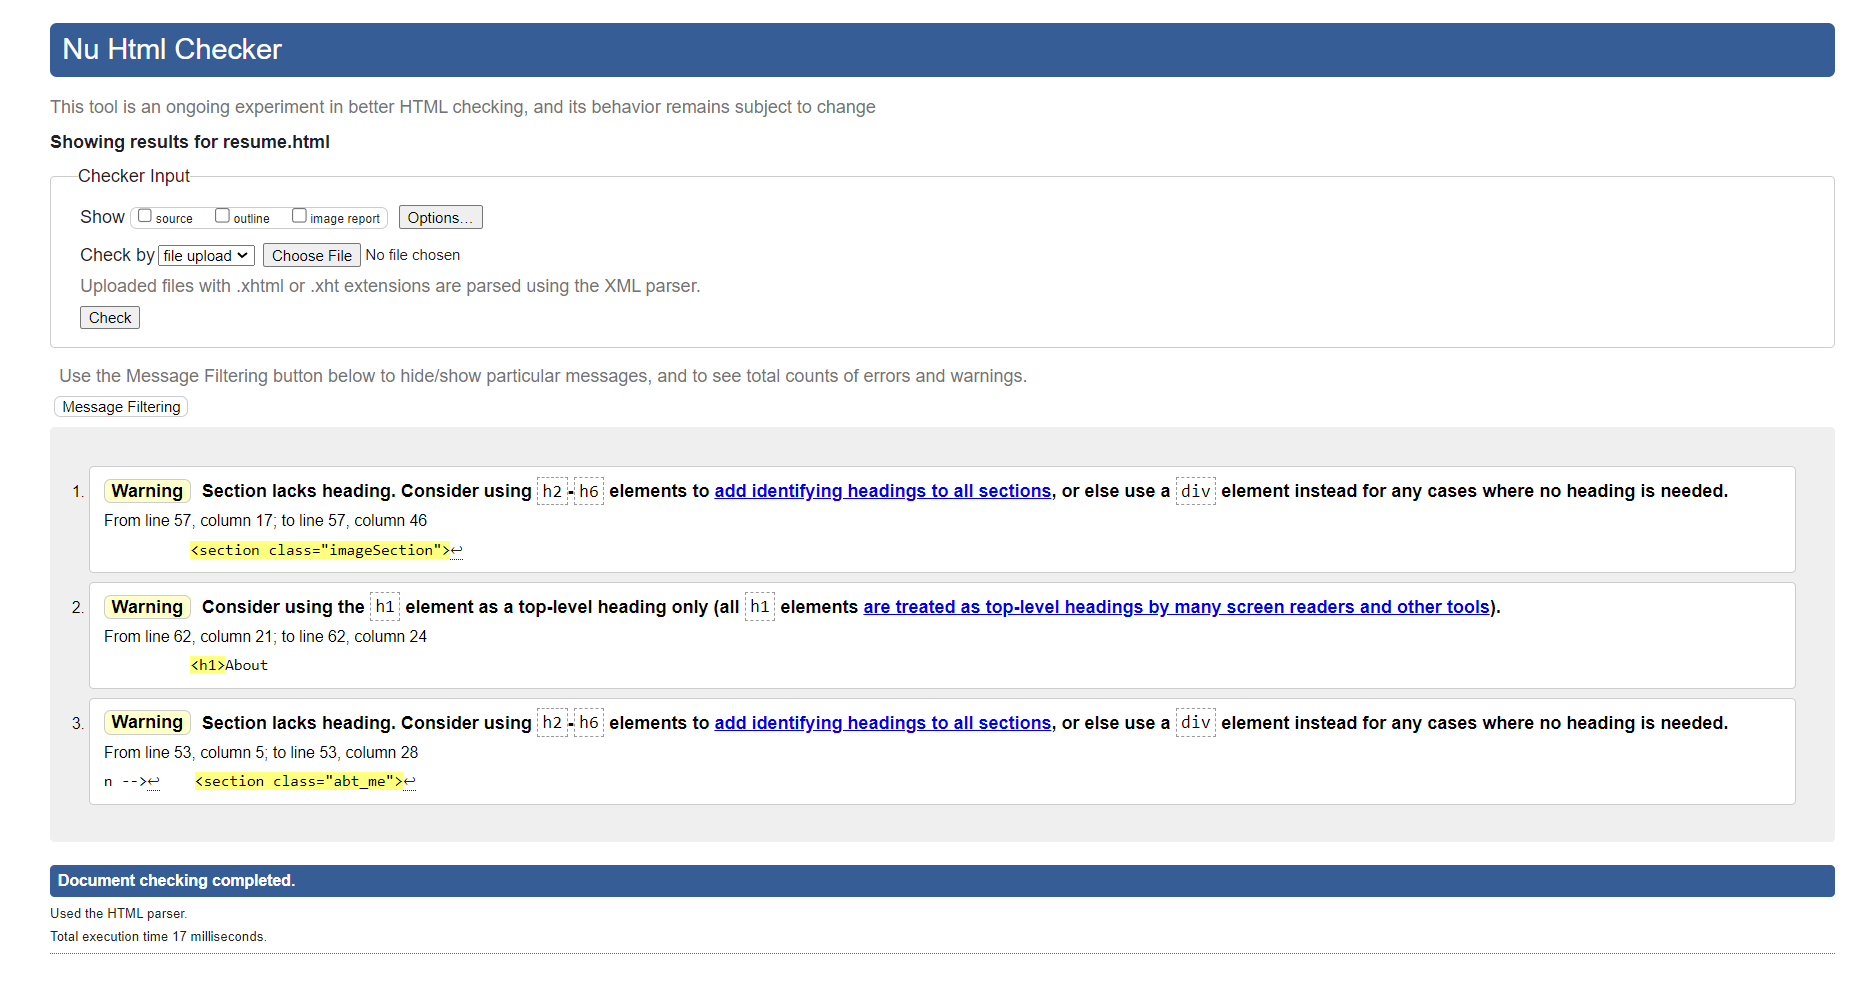 Nu Html Checker
This tool is an ongoing experiment in better HTML checking, and its behavior remains subject to change
Showing results for resume.html
Checker Input
Show source outline image report Options...
Check by file upload Choose File No file chosen
Uploaded files with .xhtml or .xht extensions are parsed using the XML parser.
Check
Use the Message Filtering button below to hide/show particular messages, and to see total counts of errors and warnings.
Message Filtering
1. Warning Section lacks heading. Consider using h2-h6 elements to add identifying headings to all sections, or else use a div element instead for any cases where no heading is needed.
From line 57, column 17; to line 57, column 46
<section class="imageSection">↩
2. Warning Consider using the h1 element as a top-level heading only (all h1 elements are treated as top-level headings by many screen readers and other tools).
From line 62, column 21; to line 62, column 24
<h1>About
3. Warning Section lacks heading. Consider using h2-h6 elements to add identifying headings to all sections, or else use a div element instead for any cases where no heading is needed.
From line 53, column 5; to line 53, column 28
n -->↩ <section class="abt_me">↩
Document checking completed.
Used the HTML parser.
Total execution time 17 milliseconds.